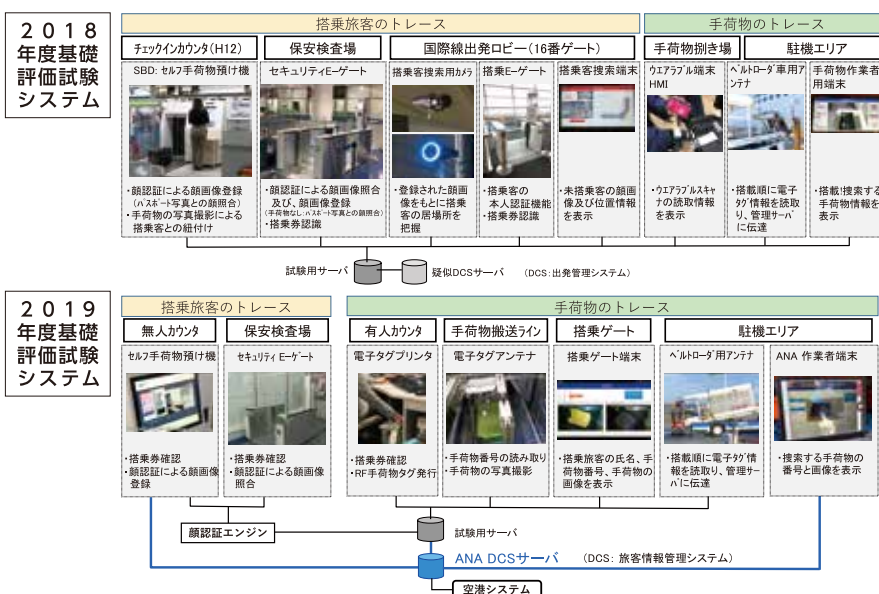 ２０１８
年度基礎
評価試験
システム
搭乗旅客のトレース
手荷物のトレース
チェックインカウンタ(H12)
保安検査場
国際線出発ロビー(16番ゲート)
手荷物捌き場
駐機エリア
SBD: セルフ手荷物預け機
・顔認証による顔画像登録
(パスポート写真との顔照合)
・手荷物の写真撮影による
搭乗客との紐付け
セキュリティEーゲート
・顔認証による顔画像照合
及び、顔画像登録
(手荷物なし:パスポート写真との顔照合)
・搭乗券認識
搭乗客捜索用カメラ
・登録された顔画
像をもとに搭乗
客の居場所を
把握
搭乗Eーゲート
・搭乗客の
本人認証機能
・搭乗券認識
搭乗客捜索端末
・未搭乗客の顔画
像及び位置情報
を表示
ウエアラブル端末
HMI
・ウエアラブルスキャ
ナの読取情報
を表示
ベルトローダ車用ア
ンテナ
・搭載順に電子
タグ情報を読取
り、管理サーバ
に伝達
手荷物作業者
用端末
・搭載!捜索する
手荷物情報を
表示
試験用サーバ
疑似DCSサーバ
(DCS:出発管理システム)
２０１９
年度基礎
評価試験
システム
搭乗旅客のトレース
手荷物のトレース
無人カウンタ
保安検査場
有人カウンタ
手荷物搬送ライン
搭乗ゲート
駐機エリア
セルフ手荷物預け機
・搭乗券確認
・顔認証による顔画像
登録
セキュリティ Eーゲート
・搭乗券確認
・顔認証による顔画像
照合
電子タグプリンタ
・搭乗券確認
・RF手荷物タグ発行
電子タグアンテナ
・手荷物番号の読み取り
・手荷物の写真撮影
搭乗ゲート端末
・搭乗旅客の氏名、手
荷物番号、手荷物の
画像を表示
ベルトローダ用アンテナ
・搭載順に電子タグ情
報を読取り、管理サー
バに伝達
ANA 作業者端末
・捜索する手荷物の
番号と画像を表示
顔認証エンジン
試験用サーバ
ANA DCSサーバ
(DCS: 旅客情報管理システム)
空港システム